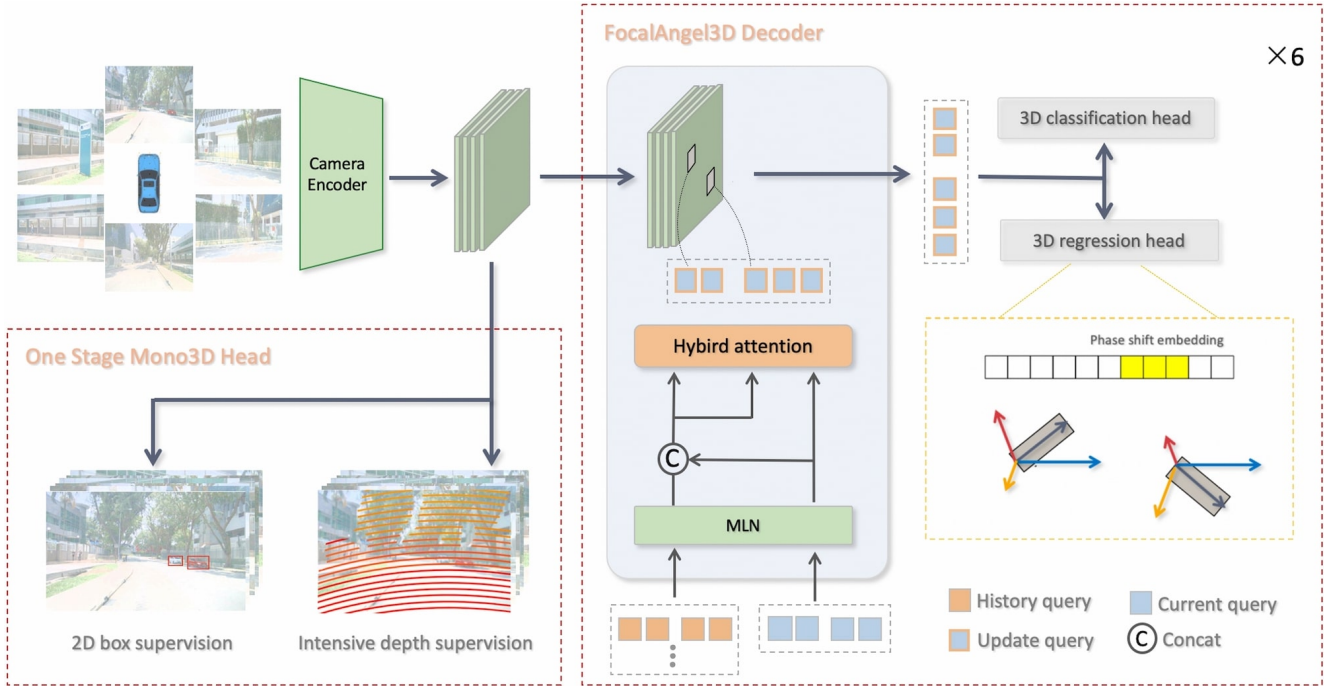 FocalAngel3D Decoder
×6
Camera
Encoder
3D classification head
3D regression head
Hybird attention
Phase shift embedding
One Stage Mono3D Head
C
MLN
2D box supervision
Intensive depth supervision
History query
Current query
Update query
C Concat